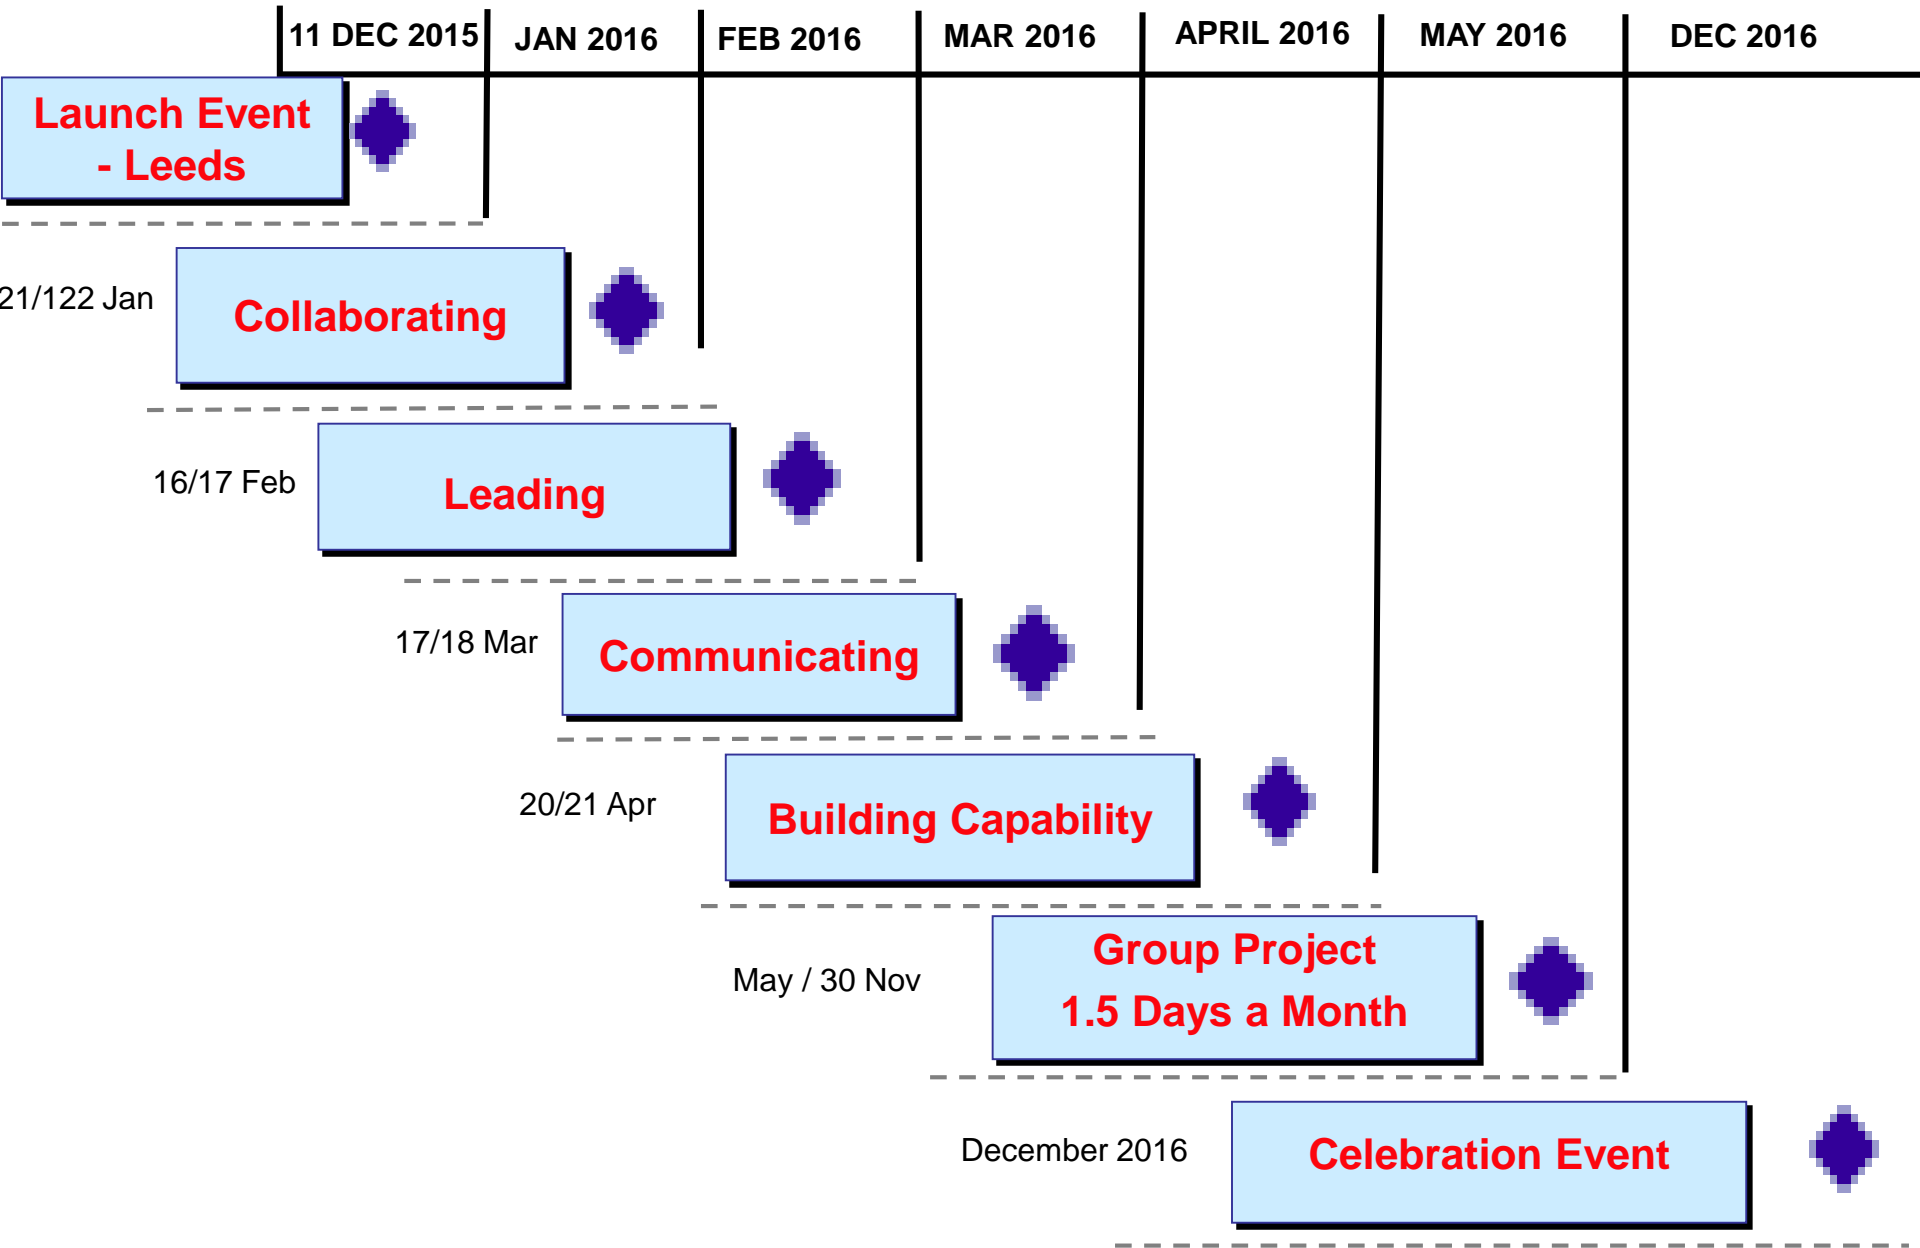 11 DEC 2015 JAN 2016 FEB 2016 MAR 2016 APRIL 2016 MAY 2016 DEC 2016
Launch Event
- Leeds
21/122 Jan
Collaborating
16/17 Feb
Leading
17/18 Mar
Communicating
20/21 Apr
Building Capability
May / 30 Nov
Group Project
1.5 Days a Month
December 2016
Celebration Event